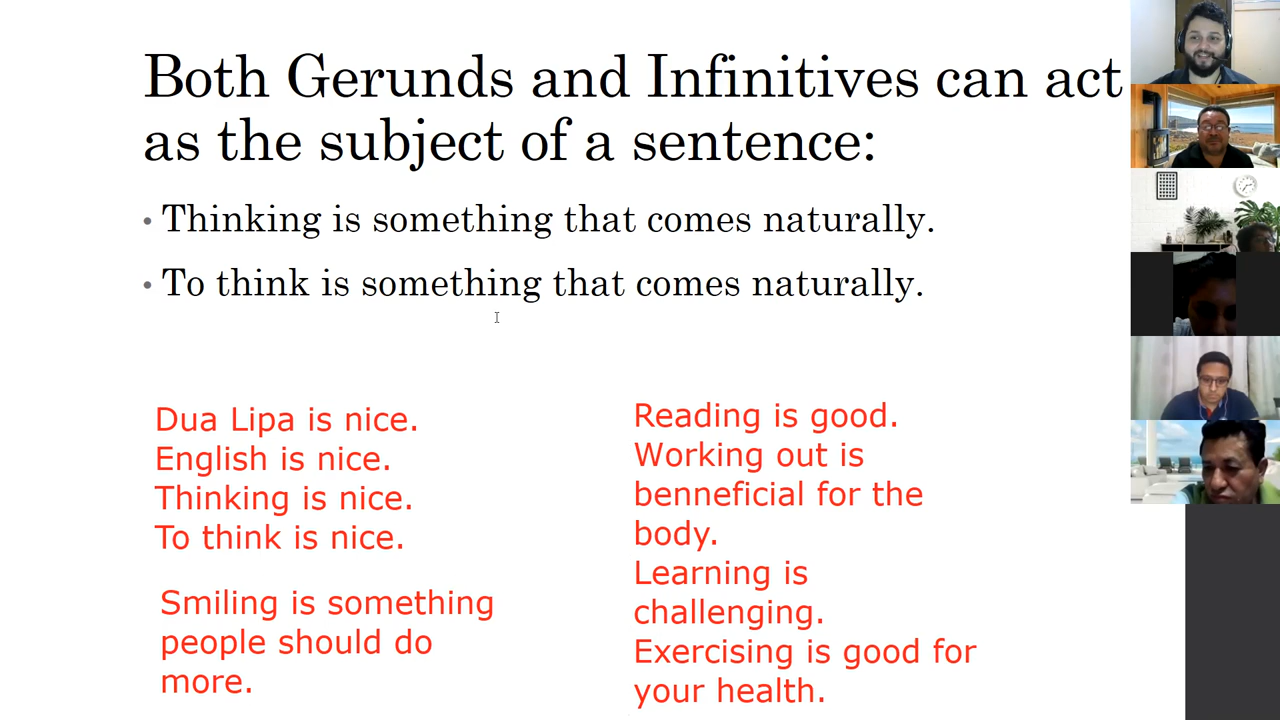 Both Gerunds and Infinitives can act
as the subject of a sentence:
• Thinking is something that comes naturally.
• To think is something that comes naturally.
Dua Lipa is nice.
English is nice.
Thinking is nice.
To think is nice.
Smiling is something
people should do
more.
Reading is good.
Working out is
benneficial for the
body.
Learning is
challenging.
Exercising is good for
your health.